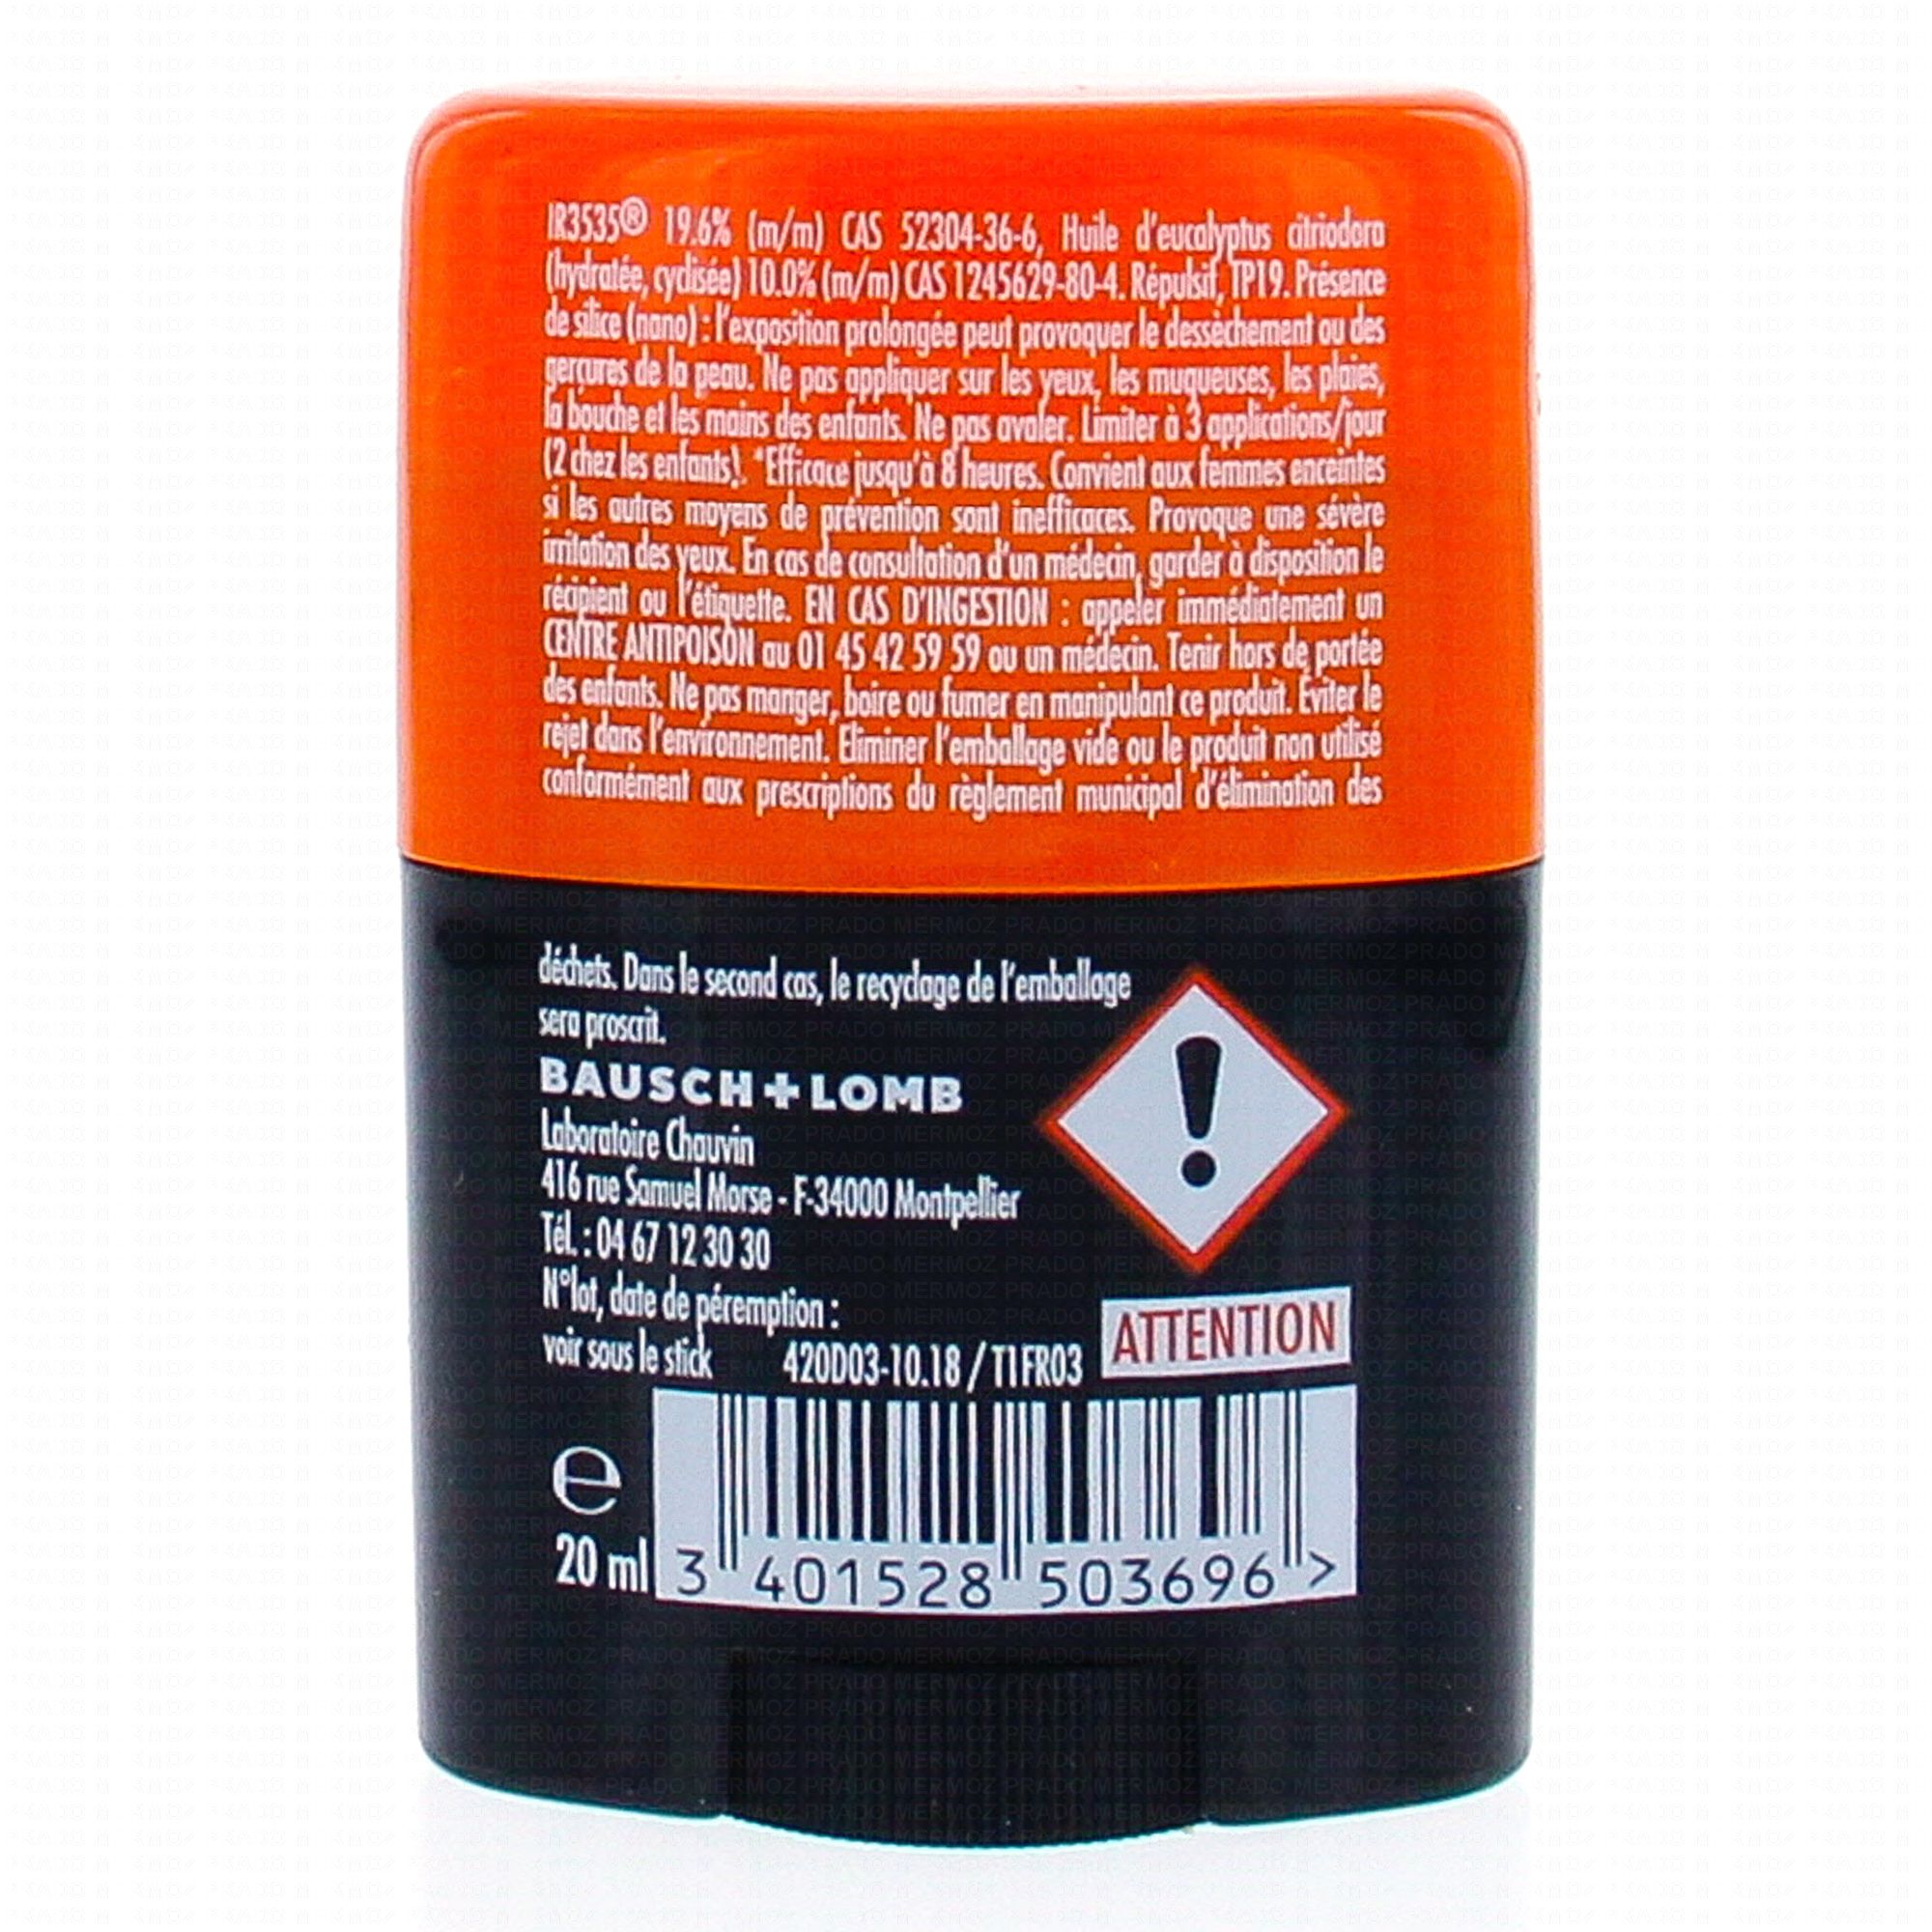 IR3535® 19.6% (m/m) CAS 52304-36-6, Huile d'eucalyptus citriodora
(hydratée, cyclisée) 10.0% (m/m) CAS 1245629-80-4. Répulsif, TP19. Présence
de silice (nano) : l'exposition prolongée peut provoquer le dessèchement ou des
gerçures de la peau. Ne pas appliquer sur les yeux, les muqueuses, les plaies,
la bouche et les mains des enfants. Ne pas avaler. Limiter à 3 applications/jour
(2 chez les enfants). *Efficace jusqu'à 8 heures. Convient aux femmes enceintes
si les autres moyens de prévention sont inefficaces. Provoque une sévère
irritation des yeux. En cas de consultation d'un médecin, garder à disposition le
récipient ou l'étiquette. EN CAS D'INGESTION : appeler immédiatement un
CENTRE ANTIPOISON au 01 45 42 59 59 ou un médecin. Tenir hors de portée
des enfants. Ne pas manger, boire ou fumer en manipulant ce produit. Éviter le
rejet dans l'environnement. Eliminer l'emballage vide ou le produit non utilisé
conformément aux prescriptions du règlement municipal d'élimination des
déchets. Dans le second cas, le recyclage de l'emballage
sera proscrit.
BAUSCH+LOMB
Laboratoire Chauvin
416 rue Samuel Morse - F-34000 Montpellier
Tél. : 04 67 12 30 30
N°lot, date de péremption :
voir sous le stick 420D03-10.18 / T1FR03
ATTENTION
e
20 ml
3 401528 503696 >